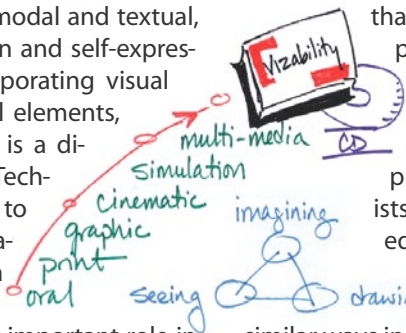 modal and textual,
n and self-expres-
porating visual
l elements,
is a di-
Tech-
to
a-
important role in
tha
p
p
ists
ec
similar ways in
Vizability
CD
multi-media
simulation
cinematic
graphic
print
oral
imagining
seeing
drawi